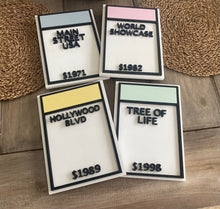 MAIN
STREET
USA
$1971
WORLD
SHOWCASE
$1982
HOLLYWOOD
BLVD
$1989
TREE OF
LIFE
$1998